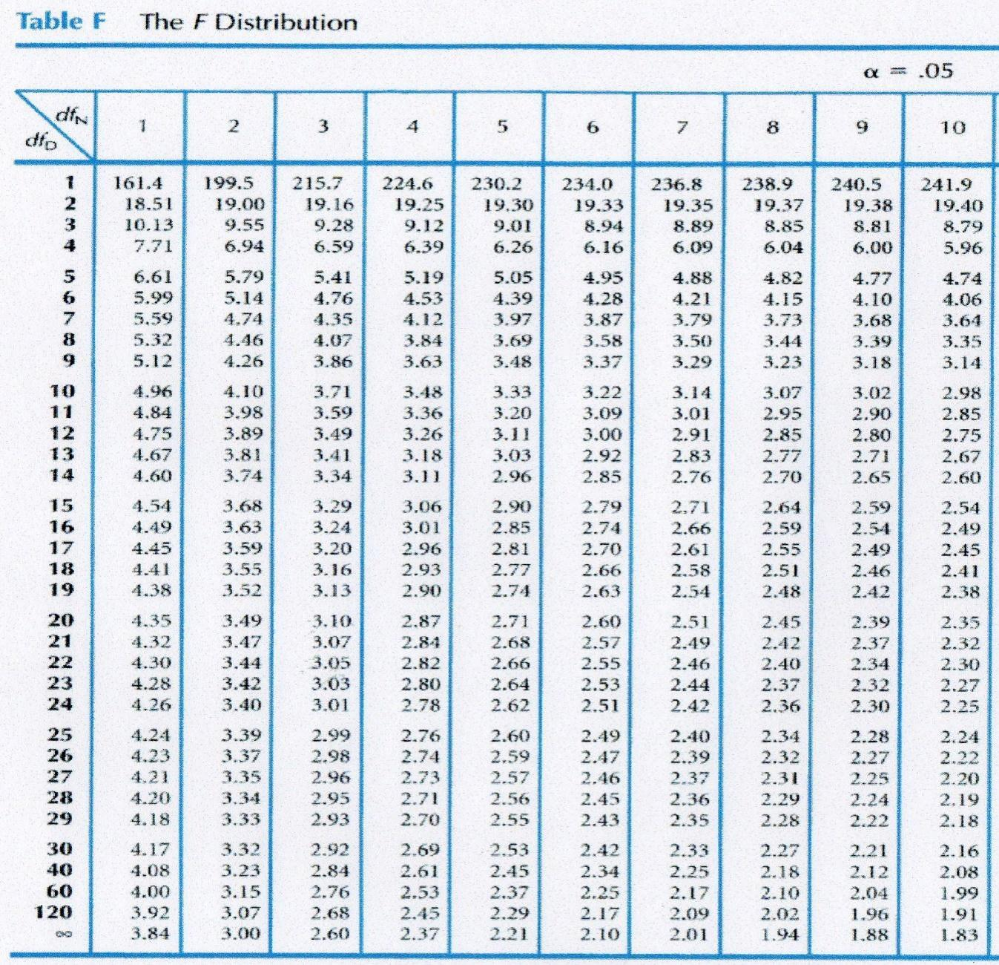 Table F The F Distribution
α = .05
df_N
df_D 1 2 3 4 5 6 7 8 9 10
1 161.4 199.5 215.7 224.6 230.2 234.0 236.8 238.9 240.5 241.9
2 18.51 19.00 19.16 19.25 19.30 19.33 19.35 19.37 19.38 19.40
3 10.13 9.55 9.28 9.12 9.01 8.94 8.89 8.85 8.81 8.79
4 7.71 6.94 6.59 6.39 6.26 6.16 6.09 6.04 6.00 5.96
5 6.61 5.79 5.41 5.19 5.05 4.95 4.88 4.82 4.77 4.74
6 5.99 5.14 4.76 4.53 4.39 4.28 4.21 4.15 4.10 4.06
7 5.59 4.74 4.35 4.12 3.97 3.87 3.79 3.73 3.68 3.64
8 5.32 4.46 4.07 3.84 3.69 3.58 3.50 3.44 3.39 3.35
9 5.12 4.26 3.86 3.63 3.48 3.37 3.29 3.23 3.18 3.14
10 4.96 4.10 3.71 3.48 3.33 3.22 3.14 3.07 3.02 2.98
11 4.84 3.98 3.59 3.36 3.20 3.09 3.01 2.95 2.90 2.85
12 4.75 3.89 3.49 3.26 3.11 3.00 2.91 2.85 2.80 2.75
13 4.67 3.81 3.41 3.18 3.03 2.92 2.83 2.77 2.71 2.67
14 4.60 3.74 3.34 3.11 2.96 2.85 2.76 2.70 2.65 2.60
15 4.54 3.68 3.29 3.06 2.90 2.79 2.71 2.64 2.59 2.54
16 4.49 3.63 3.24 3.01 2.85 2.74 2.66 2.59 2.54 2.49
17 4.45 3.59 3.20 2.96 2.81 2.70 2.61 2.55 2.49 2.45
18 4.41 3.55 3.16 2.93 2.77 2.66 2.58 2.51 2.46 2.41
19 4.38 3.52 3.13 2.90 2.74 2.63 2.54 2.48 2.42 2.38
20 4.35 3.49 3.10 2.87 2.71 2.60 2.51 2.45 2.39 2.35
21 4.32 3.47 3.07 2.84 2.68 2.57 2.49 2.42 2.37 2.32
22 4.30 3.44 3.05 2.82 2.66 2.55 2.46 2.40 2.34 2.30
23 4.28 3.42 3.03 2.80 2.64 2.53 2.44 2.37 2.32 2.27
24 4.26 3.40 3.01 2.78 2.62 2.51 2.42 2.36 2.30 2.25
25 4.24 3.39 2.99 2.76 2.60 2.49 2.40 2.34 2.28 2.24
26 4.23 3.37 2.98 2.74 2.59 2.47 2.39 2.32 2.27 2.22
27 4.21 3.35 2.96 2.73 2.57 2.46 2.37 2.31 2.25 2.20
28 4.20 3.34 2.95 2.71 2.56 2.45 2.36 2.29 2.24 2.19
29 4.18 3.33 2.93 2.70 2.55 2.43 2.35 2.28 2.22 2.18
30 4.17 3.32 2.92 2.69 2.53 2.42 2.33 2.27 2.21 2.16
40 4.08 3.23 2.84 2.61 2.45 2.34 2.25 2.18 2.12 2.08
60 4.00 3.15 2.76 2.53 2.37 2.25 2.17 2.10 2.04 1.99
120 3.92 3.07 2.68 2.45 2.29 2.17 2.09 2.02 1.96 1.91
∞ 3.84 3.00 2.60 2.37 2.21 2.10 2.01 1.94 1.88 1.83